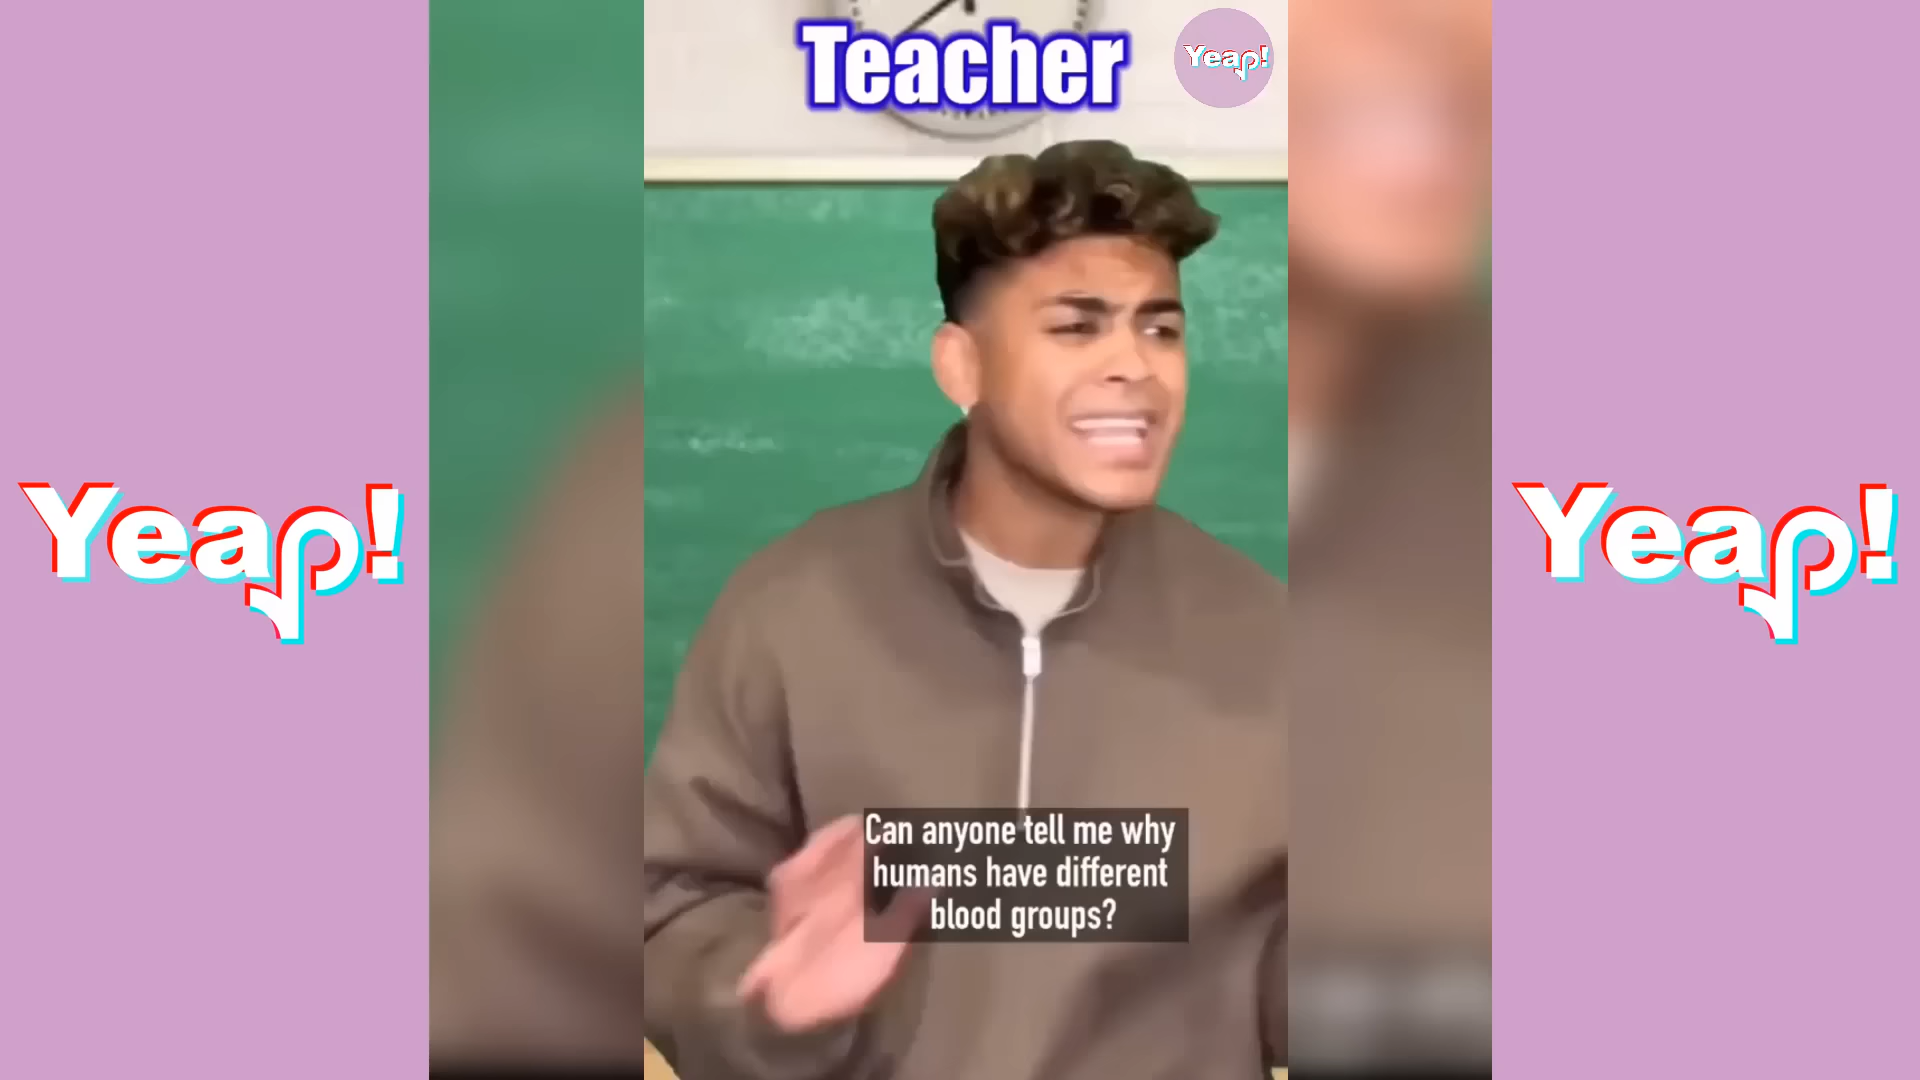 Teacher
Yeap!
Yeap!
Yeap!
Can anyone tell me why
humans have different
blood groups?